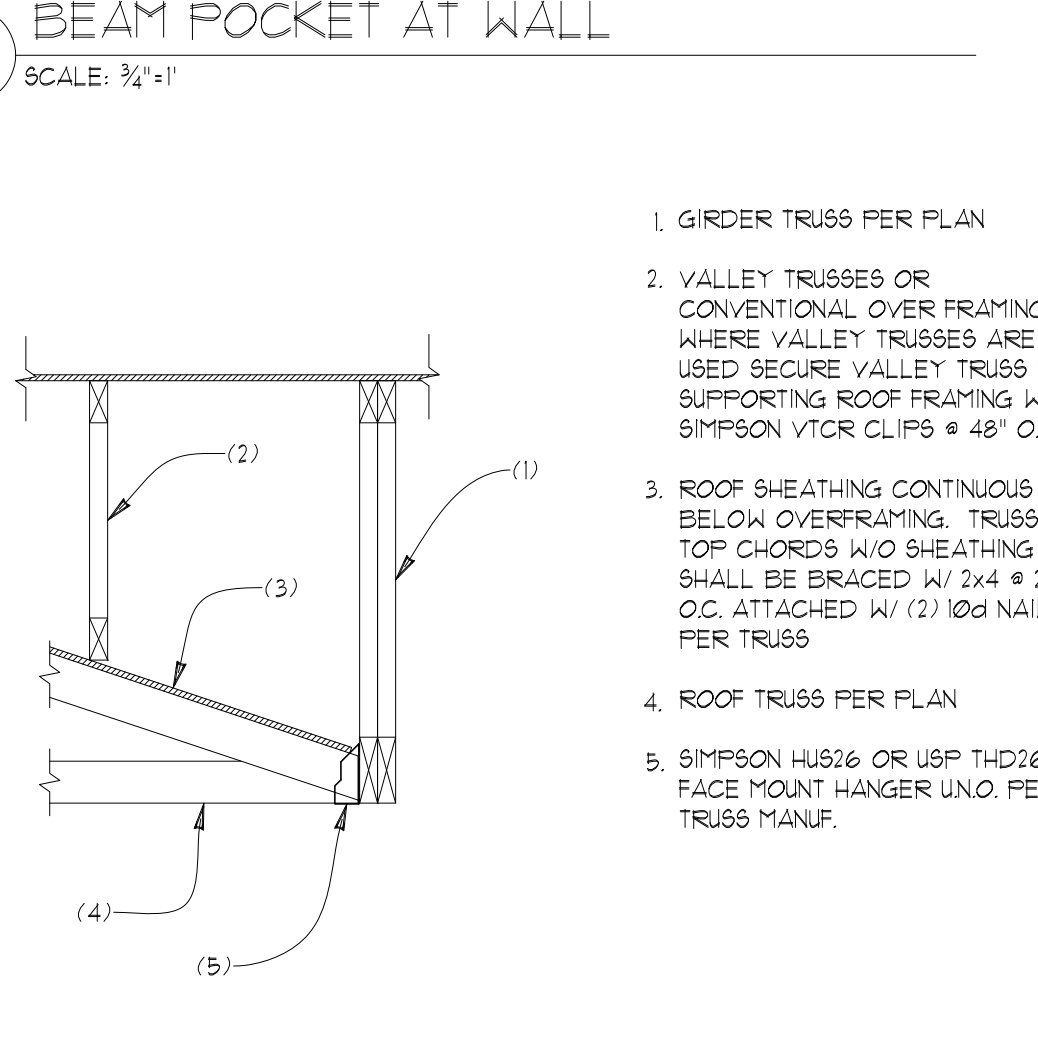 BEAM POCKET AT WALL
SCALE: 3/4"=1'
1. GIRDER TRUSS PER PLAN
2. VALLEY TRUSSES OR
CONVENTIONAL OVER FRAMING
WHERE VALLEY TRUSSES ARE
USED SECURE VALLEY TRUSS
SUPPORTING ROOF FRAMING
SIMPSON VTCR CLIPS @ 48" O.
3. ROOF SHEATHING CONTINUOUS
BELOW OVERFRAMING. TRUSS
TOP CHORDS W/O SHEATHING
SHALL BE BRACED W/ 2x4 @
O.C. ATTACHED W/ (2) 10d
PER TRUSS
4. ROOF TRUSS PER PLAN
5. SIMPSON HUS26 OR USP THD26
FACE MOUNT HANGER U.N.O.
TRUSS MANUF.
(2)
(1)
(3)
(4)
(5)